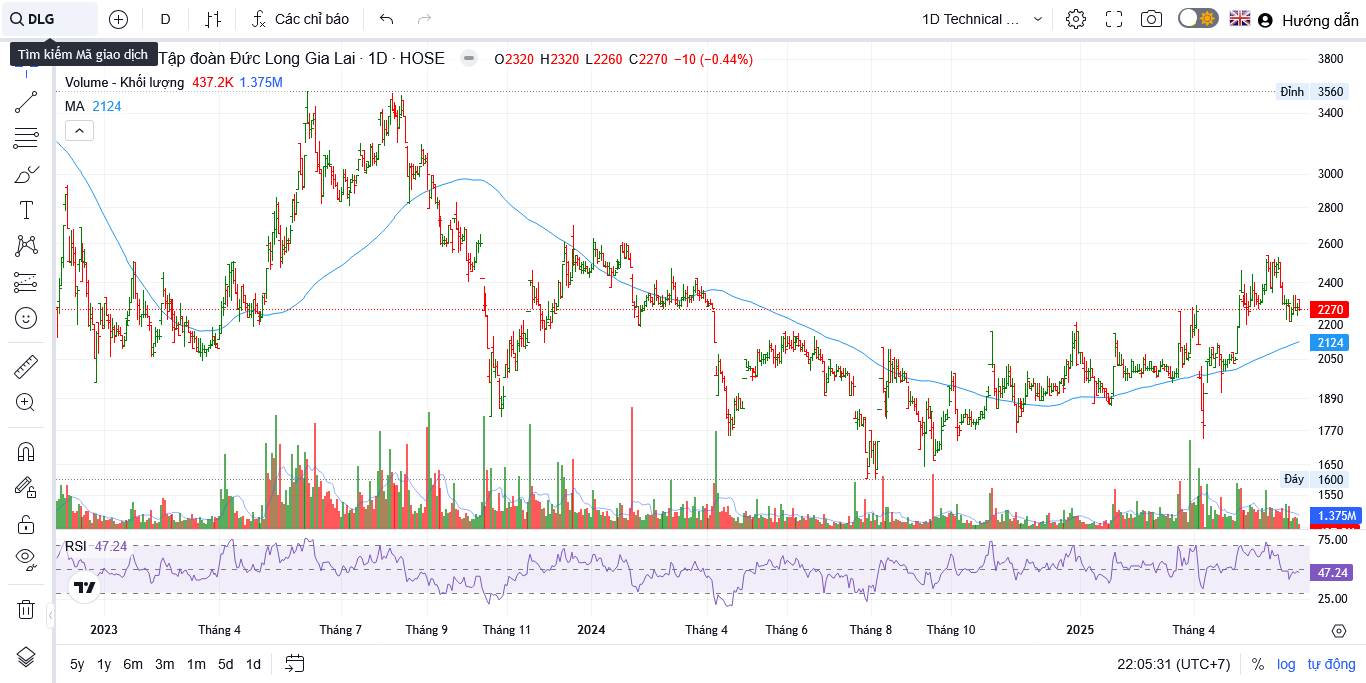 DLG D Các chỉ báo 1D Technical ... Hướng dẫn
Tìm kiếm Mã giao dịch
Tập đoàn Đức Long Gia Lai · 1D · HOSE O2320 H2320 L2260 C2270 −10 (−0.44%)
Volume - Khối lượng 437.2K 1.375M
MA 2124
3800
Đỉnh 3560
3400
3000
2800
2600
2400
2270
2200
2124
2050
1890
1770
1650
Đáy 1600
1550
1.375M
RSI 47.24
75.00
47.24
25.00
2023 Tháng 4 Tháng 7 Tháng 9 Tháng 11 2024 Tháng 4 Tháng 6 Tháng 8 Tháng 10 2025 Tháng 4
5y 1y 6m 3m 1m 5d 1d 22:05:31 (UTC+7) % log tự động